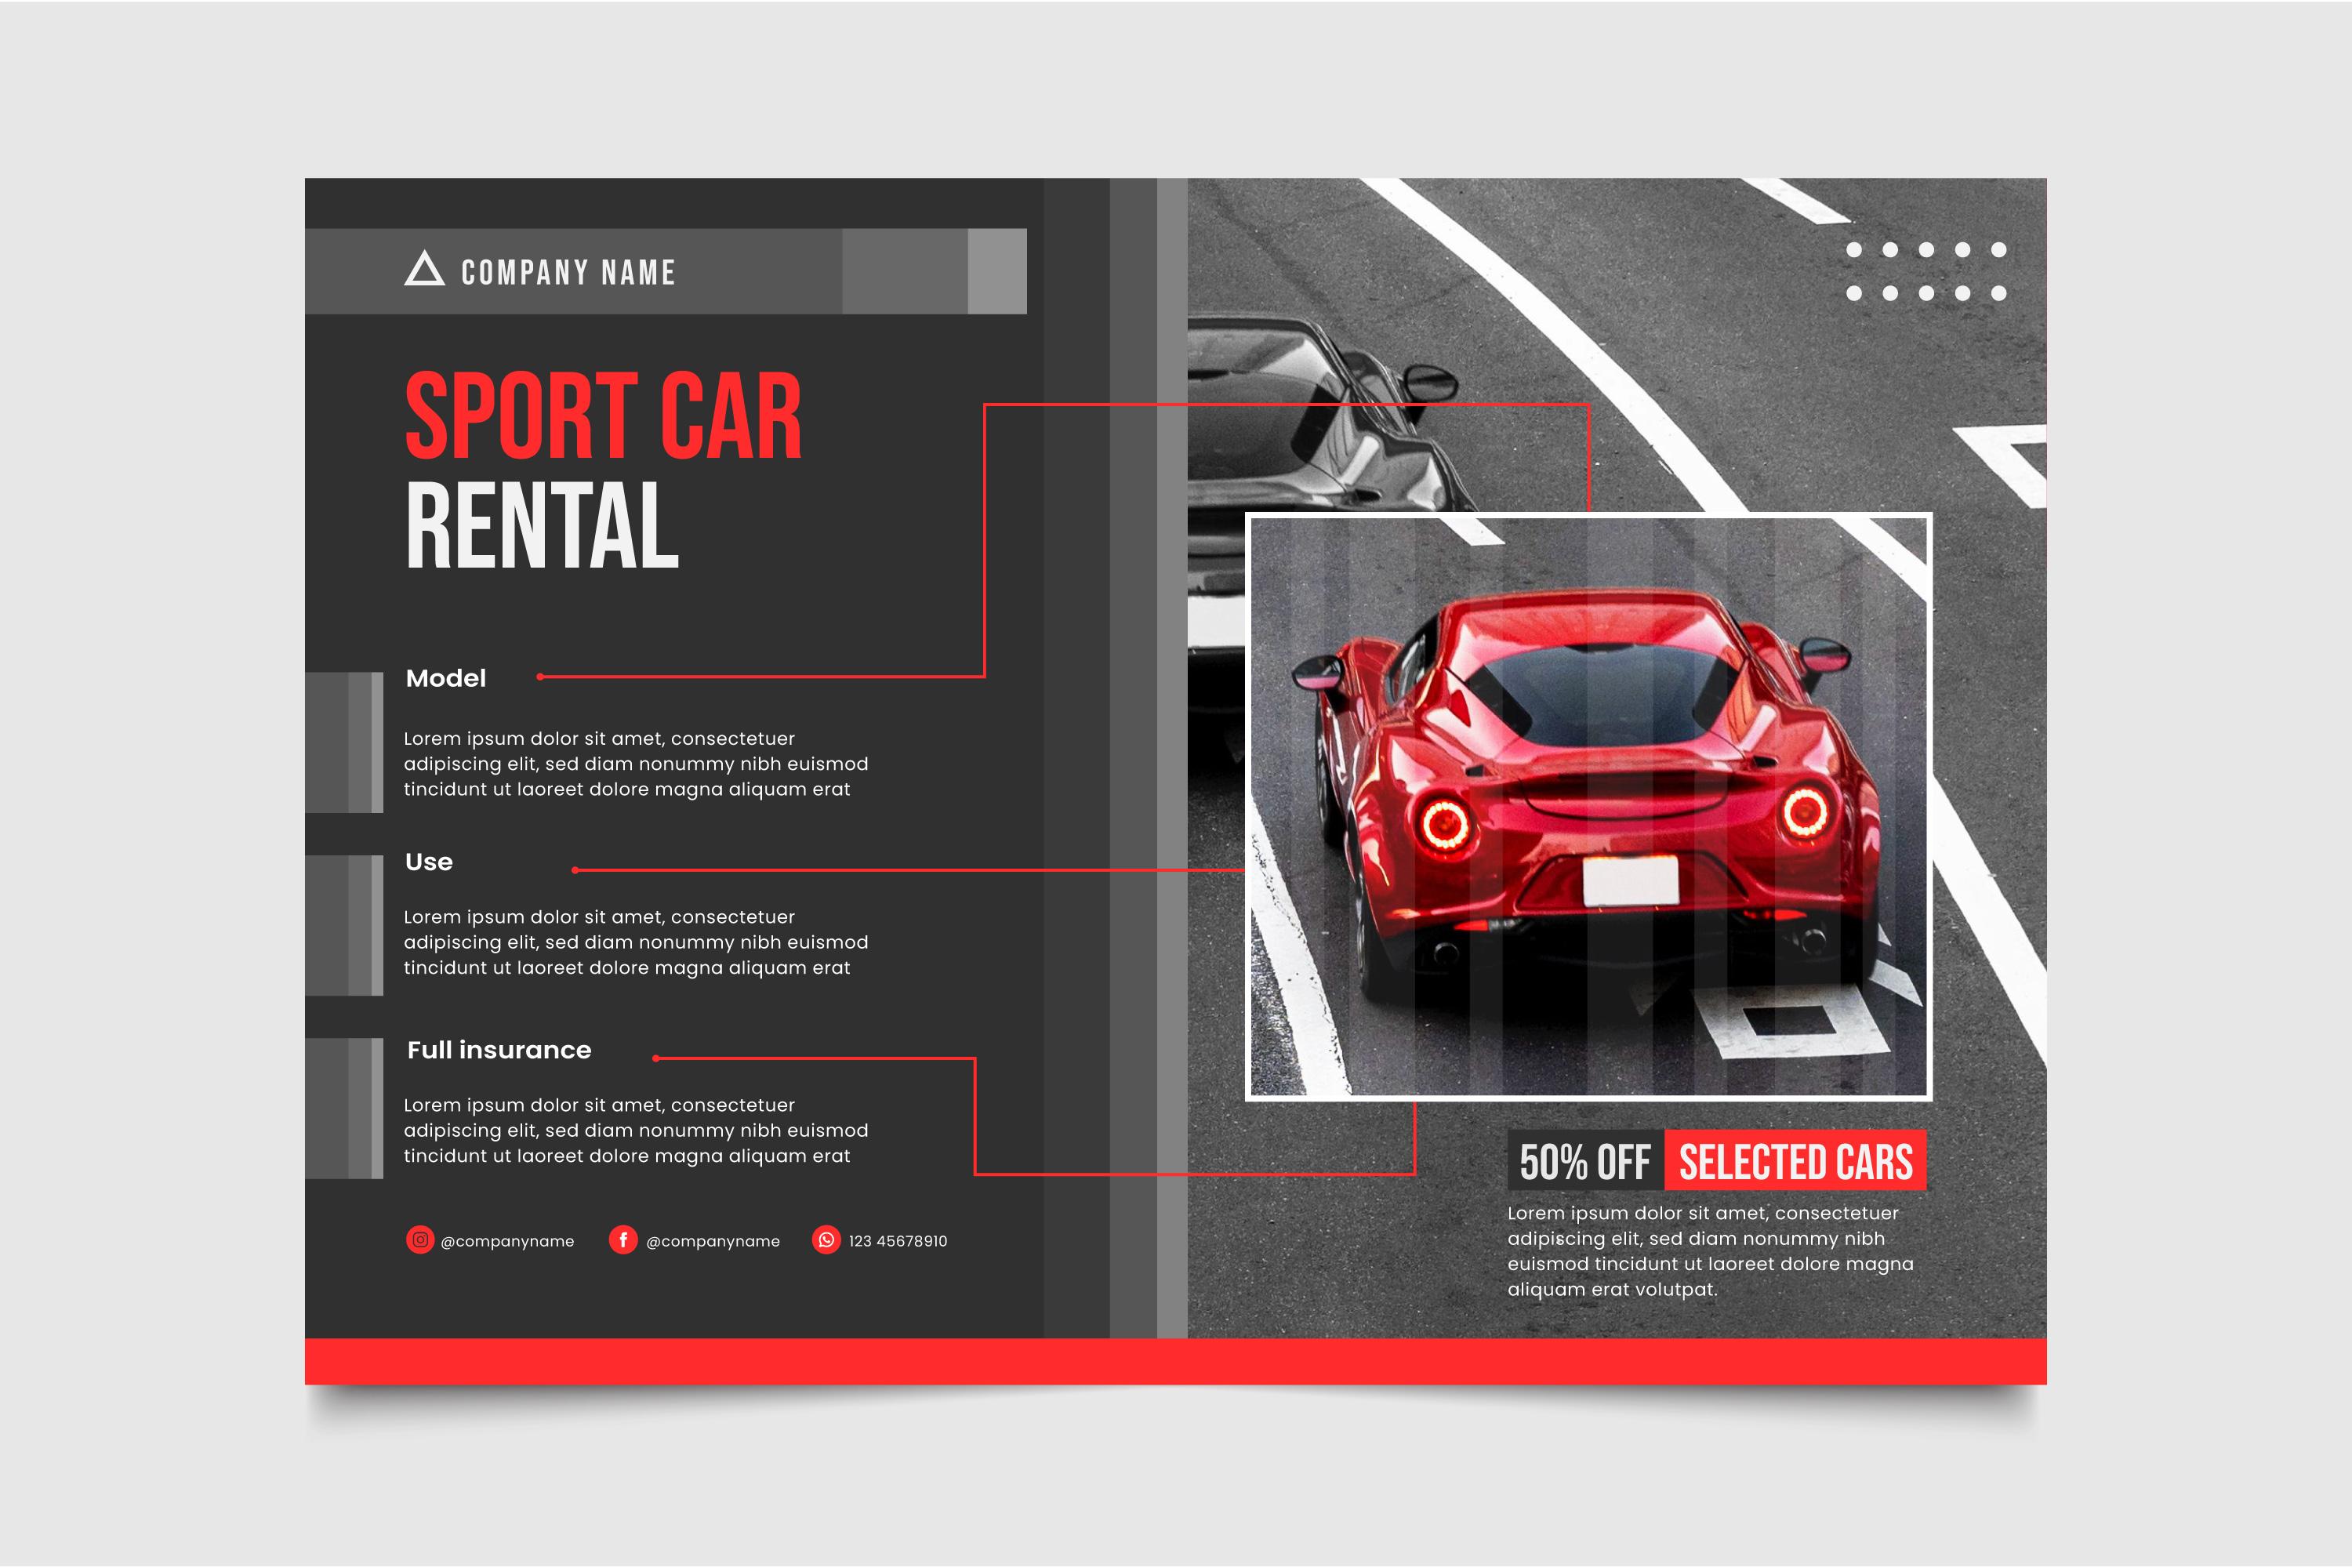 COMPANY NAME
SPORT CAR
RENTAL
Model
Lorem ipsum dolor sit amet, consectetuer
adipiscing elit, sed diam nonummy nibh euismod
tincidunt ut laoreet dolore magna aliquam erat
Use
Lorem ipsum dolor sit amet, consectetuer
adipiscing elit, sed diam nonummy nibh euismod
tincidunt ut laoreet dolore magna aliquam erat
Full insurance
Lorem ipsum dolor sit amet, consectetuer
adipiscing elit, sed diam nonummy nibh euismod
tincidunt ut laoreet dolore magna aliquam erat
@companyname @companyname 123 45678910
50% OFF SELECTED CARS
Lorem ipsum dolor sit amet, consectetuer
adipiscing elit, sed diam nonummy nibh
euismod tincidunt ut laoreet dolore magna
aliquam erat volutpat.